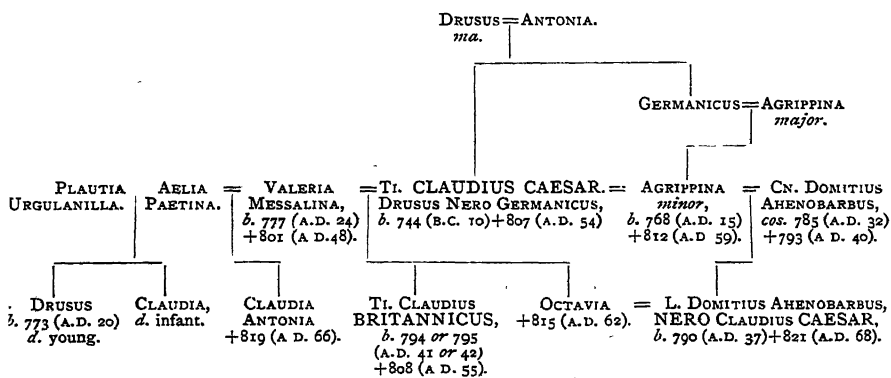 DRUSUS = ANTONIA.
ma.
GERMANICUS = AGRIPPINA
major.
PLAUTIA URGULANILLA.
AELIA PAETINA. =
VALERIA MESSALINA,
b. 777 (A.D. 24)
+801 (A D.48).
= TI. CLAUDIUS CAESAR. =
DRUSUS NERO GERMANICUS,
b. 744 (B.C. 10)+807 (A.D. 54)
AGRIPPINA
minor,
b. 768 (A.D. 15)
+812 (A.D 59).
= CN. DOMITIUS
AHENOBARBUS,
cos. 785 (A.D. 32)
+793 (A D. 40).
DRUSUS
b. 773 (A.D. 20)
d. young.
CLAUDIA,
d. infant.
CLAUDIA
ANTONIA
+819 (A D. 66).
TI. CLAUDIUS
BRITANNICUS,
b. 794 or 795
(A.D. 41 or 42)
+808 (A D. 55).
OCTAVIA
+815 (A.D. 62).
= L. DOMITIUS AHENOBARBUS,
NERO CLAUDIUS CAESAR,
b. 790 (A.D. 37)+821 (A.D. 68).